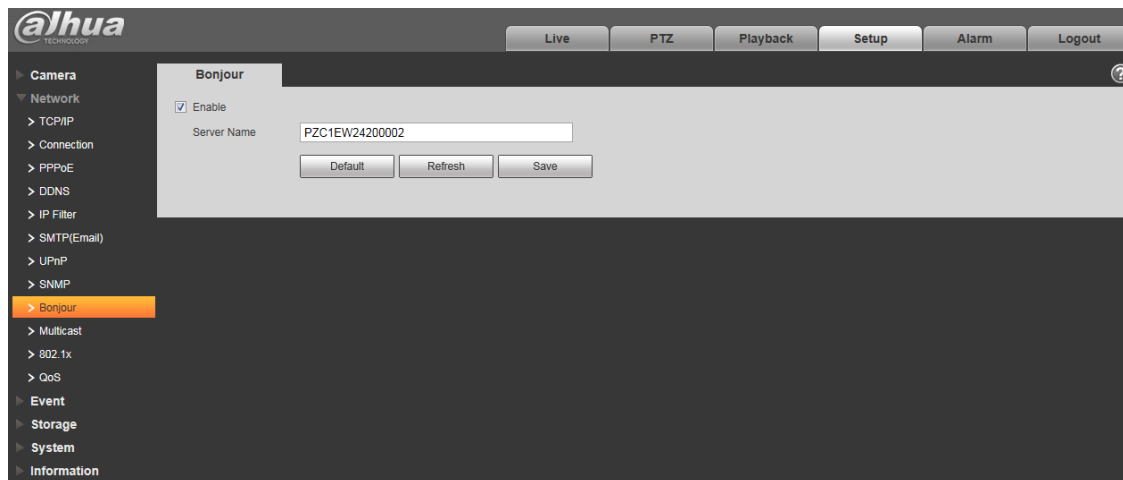 alhua
TECHNOLOGY
Live PTZ Playback Setup Alarm Logout
Camera
Network
> TCP/IP
> Connection
> PPPoE
> DDNS
> IP Filter
> SMTP(Email)
> UPnP
> SNMP
> Bonjour
> Multicast
> 802.1x
> QoS
Event
Storage
System
Information
Bonjour
?
Enable
Server Name PZC1EW24200002
Default Refresh Save